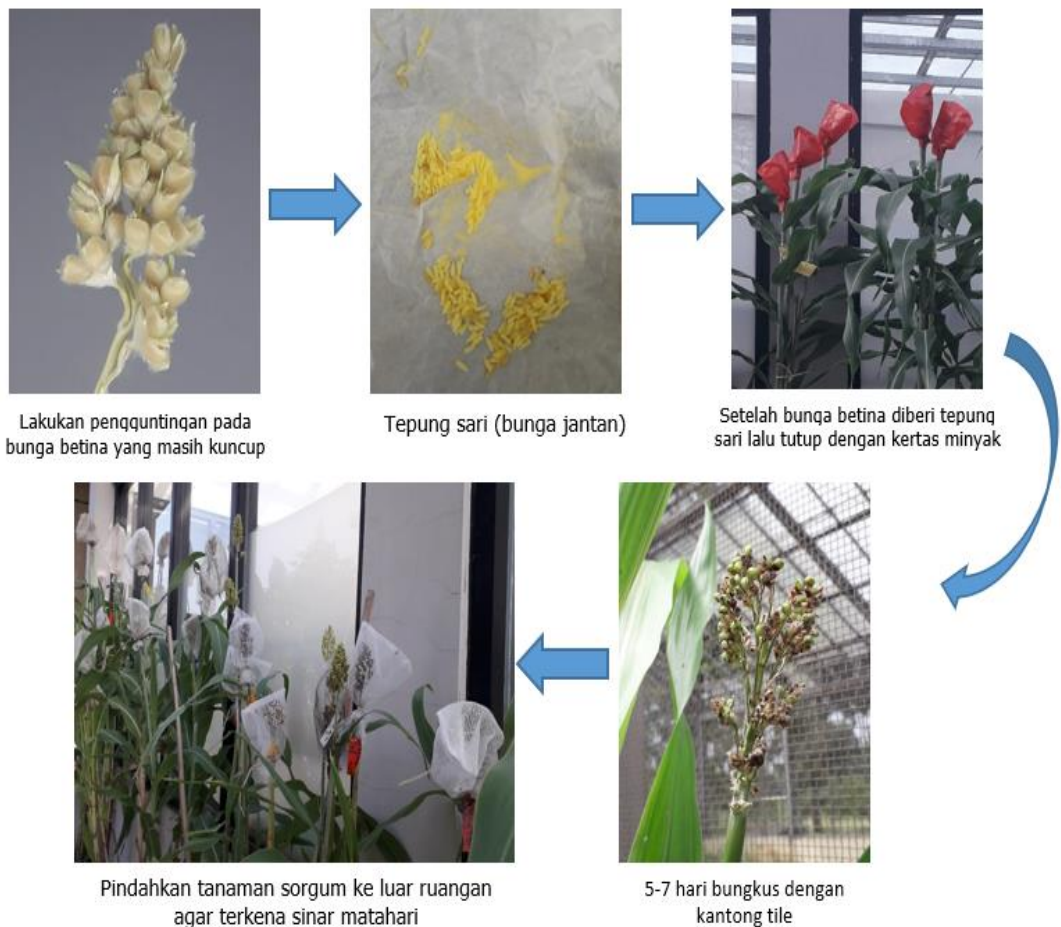 Lakukan pengguntingan pada
bunga betina yang masih kuncup
Tepung sari (bunga jantan)
Setelah bunga betina diberi tepung
sari lalu tutup dengan kertas minyak
Pindahkan tanaman sorgum ke luar ruangan
agar terkena sinar matahari
5-7 hari bungkus dengan
kantong tile